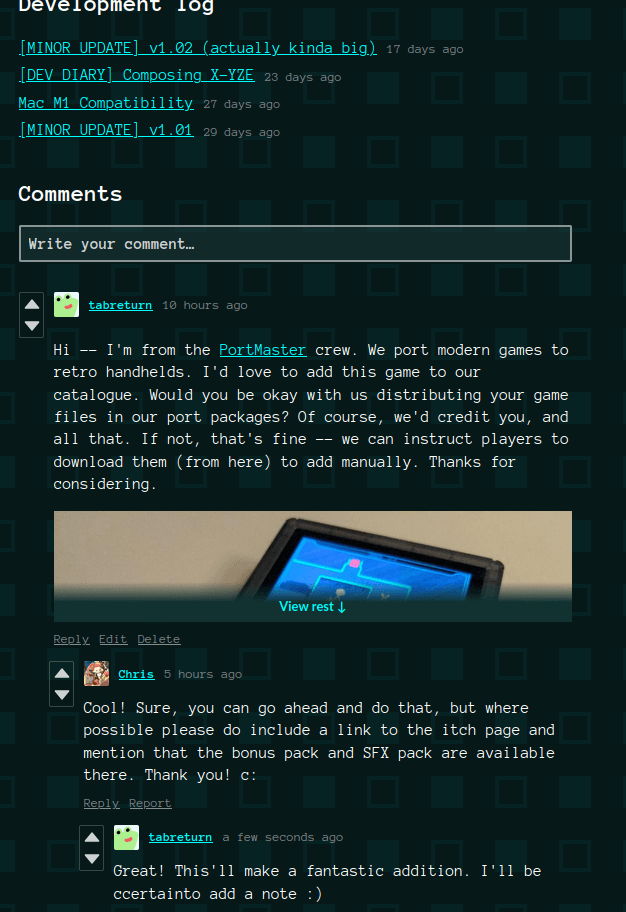 Development log
[MINOR UPDATE] v1.02 (actually kinda big) 17 days ago
[DEV DIARY] Composing X-YZE 23 days ago
Mac M1 Compatibility 27 days ago
[MINOR UPDATE] v1.01 29 days ago
Comments
Write your comment…
tabreturn 10 hours ago
Hi -- I'm from the PortMaster crew. We port modern games to
retro handhelds. I'd love to add this game to our
catalogue. Would you be okay with us distributing your game
files in our port packages? Of course, we'd credit you, and
all that. If not, that's fine -- we can instruct players to
download them (from here) to add manually. Thanks for
considering.
View rest ↓
Reply Edit Delete
Chris 5 hours ago
Cool! Sure, you can go ahead and do that, but where
possible please do include a link to the itch page and
mention that the bonus pack and SFX pack are available
there. Thank you! c:
Reply Report
tabreturn a few seconds ago
Great! This'll make a fantastic addition. I'll be
ccertainto add a note :)